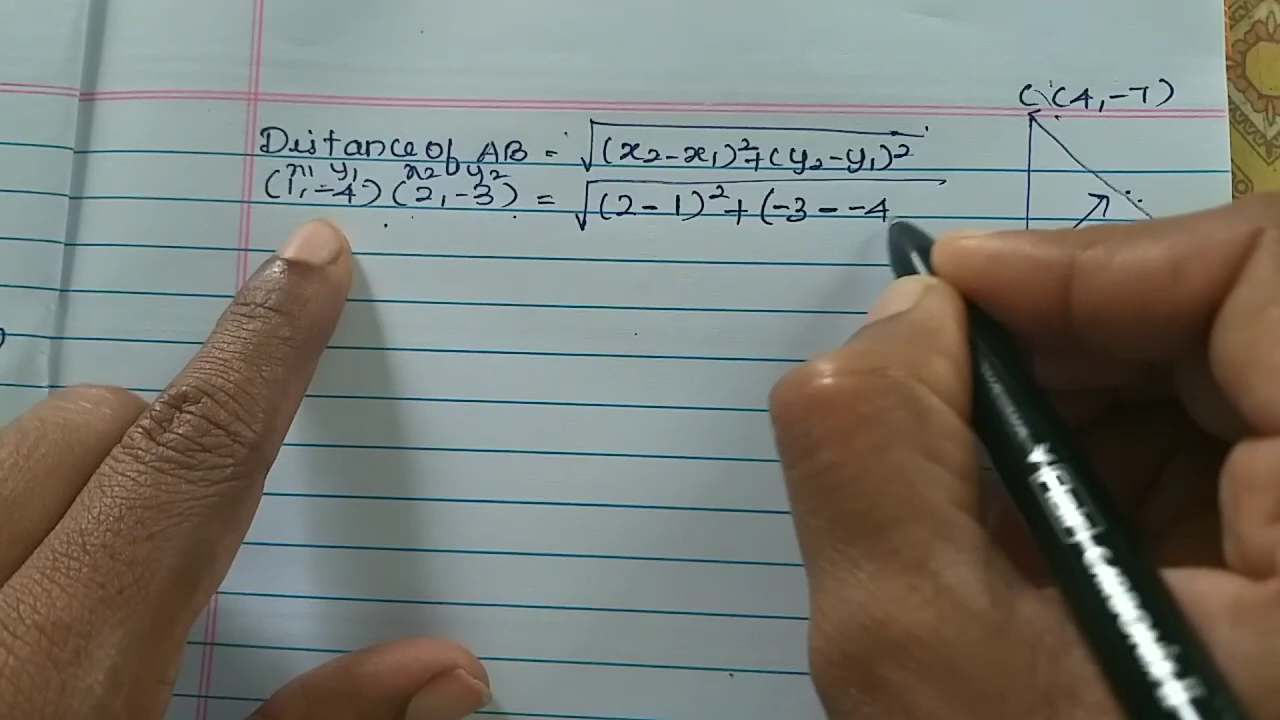 C (4, -7)
Distance of AB = √(x2-x1)²+(y2-y1)²
x1 y1 x2 y2
(1, -4) (2, -3) = √(2-1)²+(-3--4